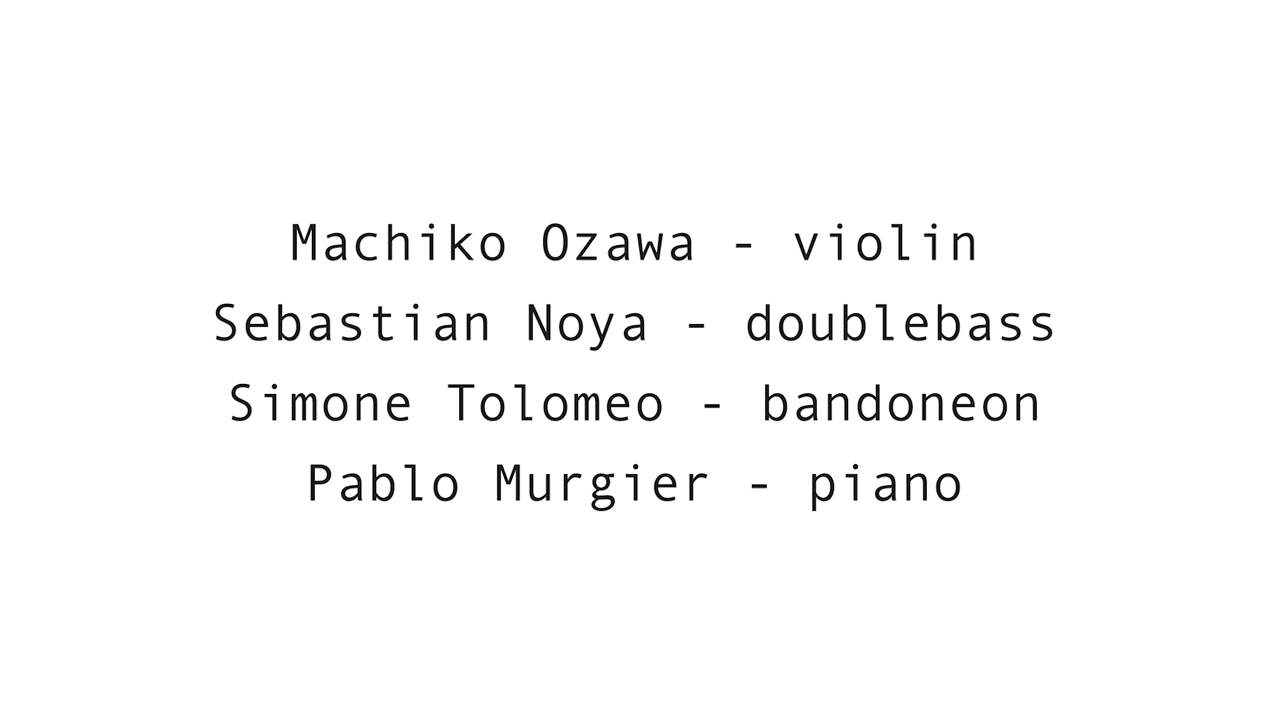 Machiko Ozawa - violin
Sebastian Noya - doublebass
Simone Tolomeo - bandoneon
Pablo Murgier - piano